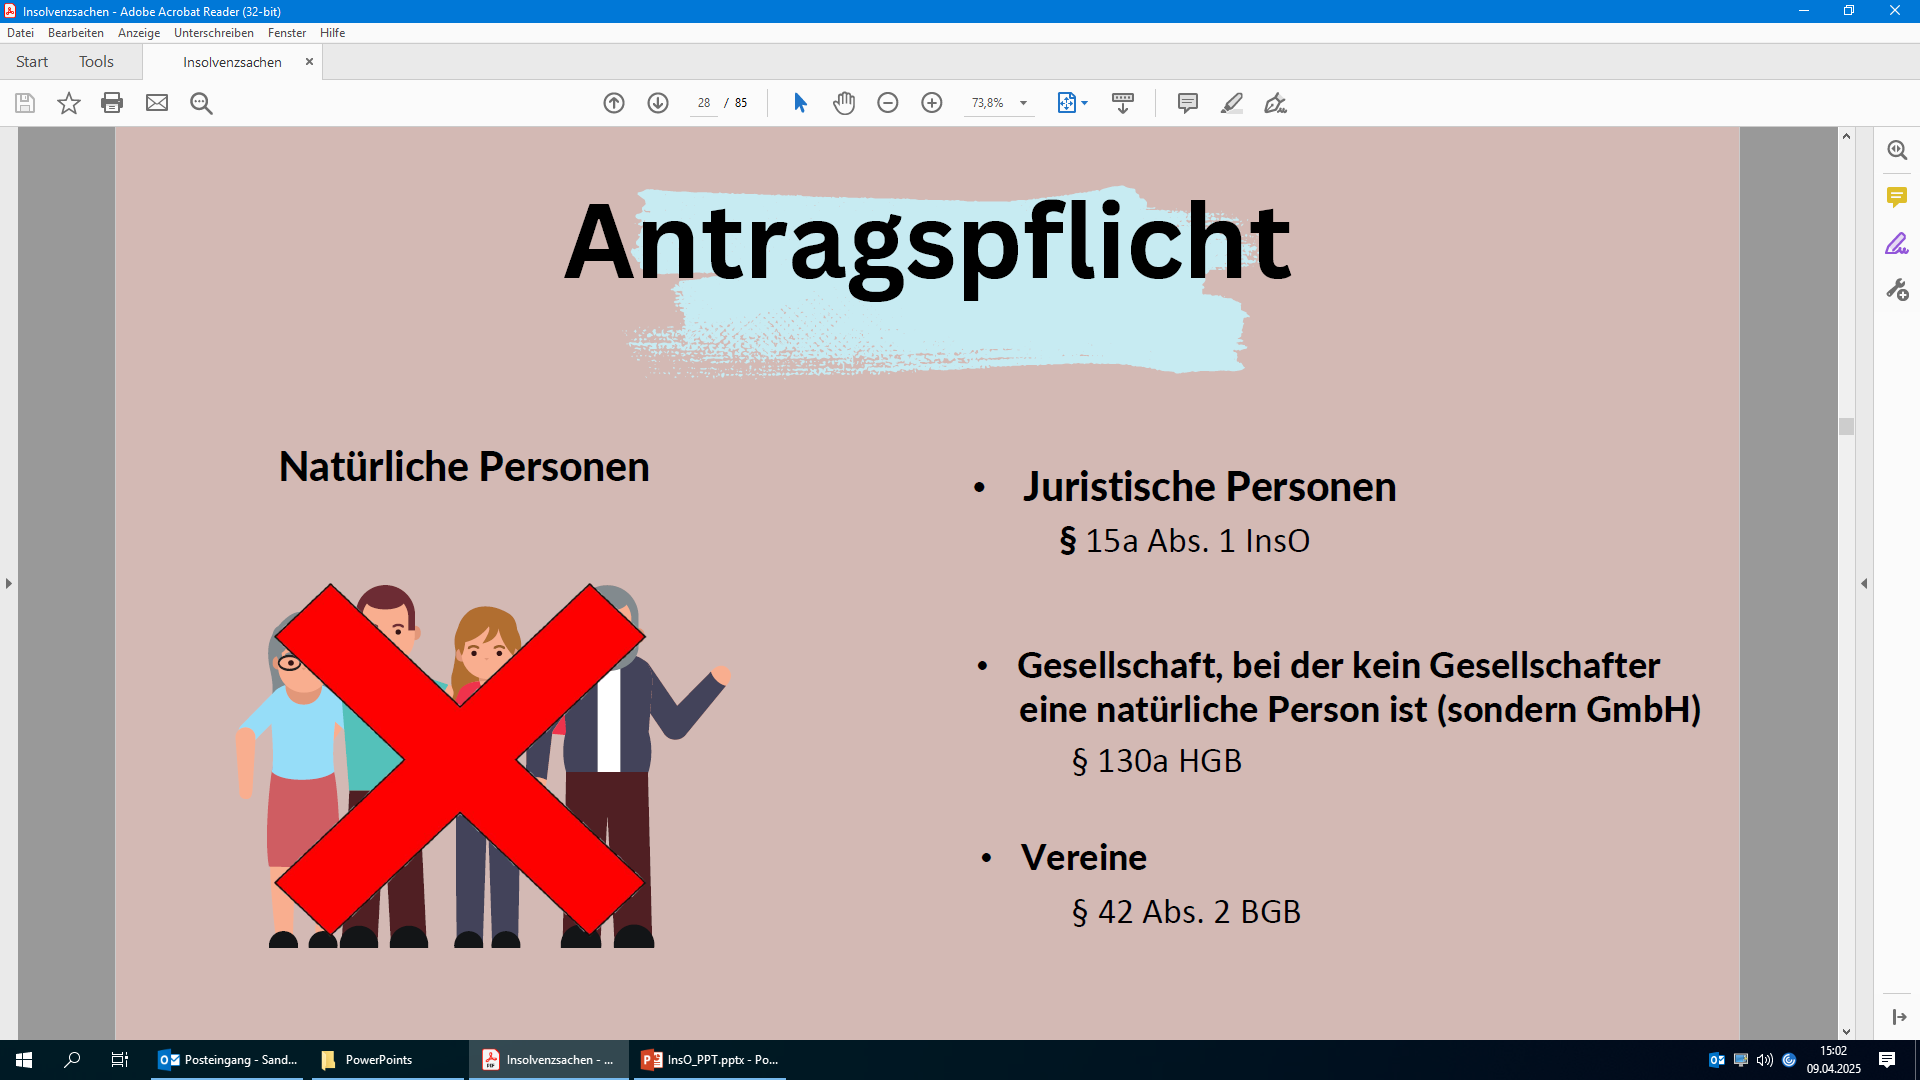 Insolvenzsachen - Adobe Acrobat Reader (32-bit)
Datei Bearbeiten Anzeige Unterschreiben Fenster Hilfe
Start Tools Insolvenzsachen ×
28 / 85 73,8%
Antragspflicht
Natürliche Personen
• Juristische Personen
§ 15a Abs. 1 InsO
• Gesellschaft, bei der kein Gesellschafter
eine natürliche Person ist (sondern GmbH)
§ 130a HGB
• Vereine
§ 42 Abs. 2 BGB
Posteingang - Sand... PowerPoints Insolvenzsachen - ... InsO_PPT.pptx - Po...
15:02
09.04.2025